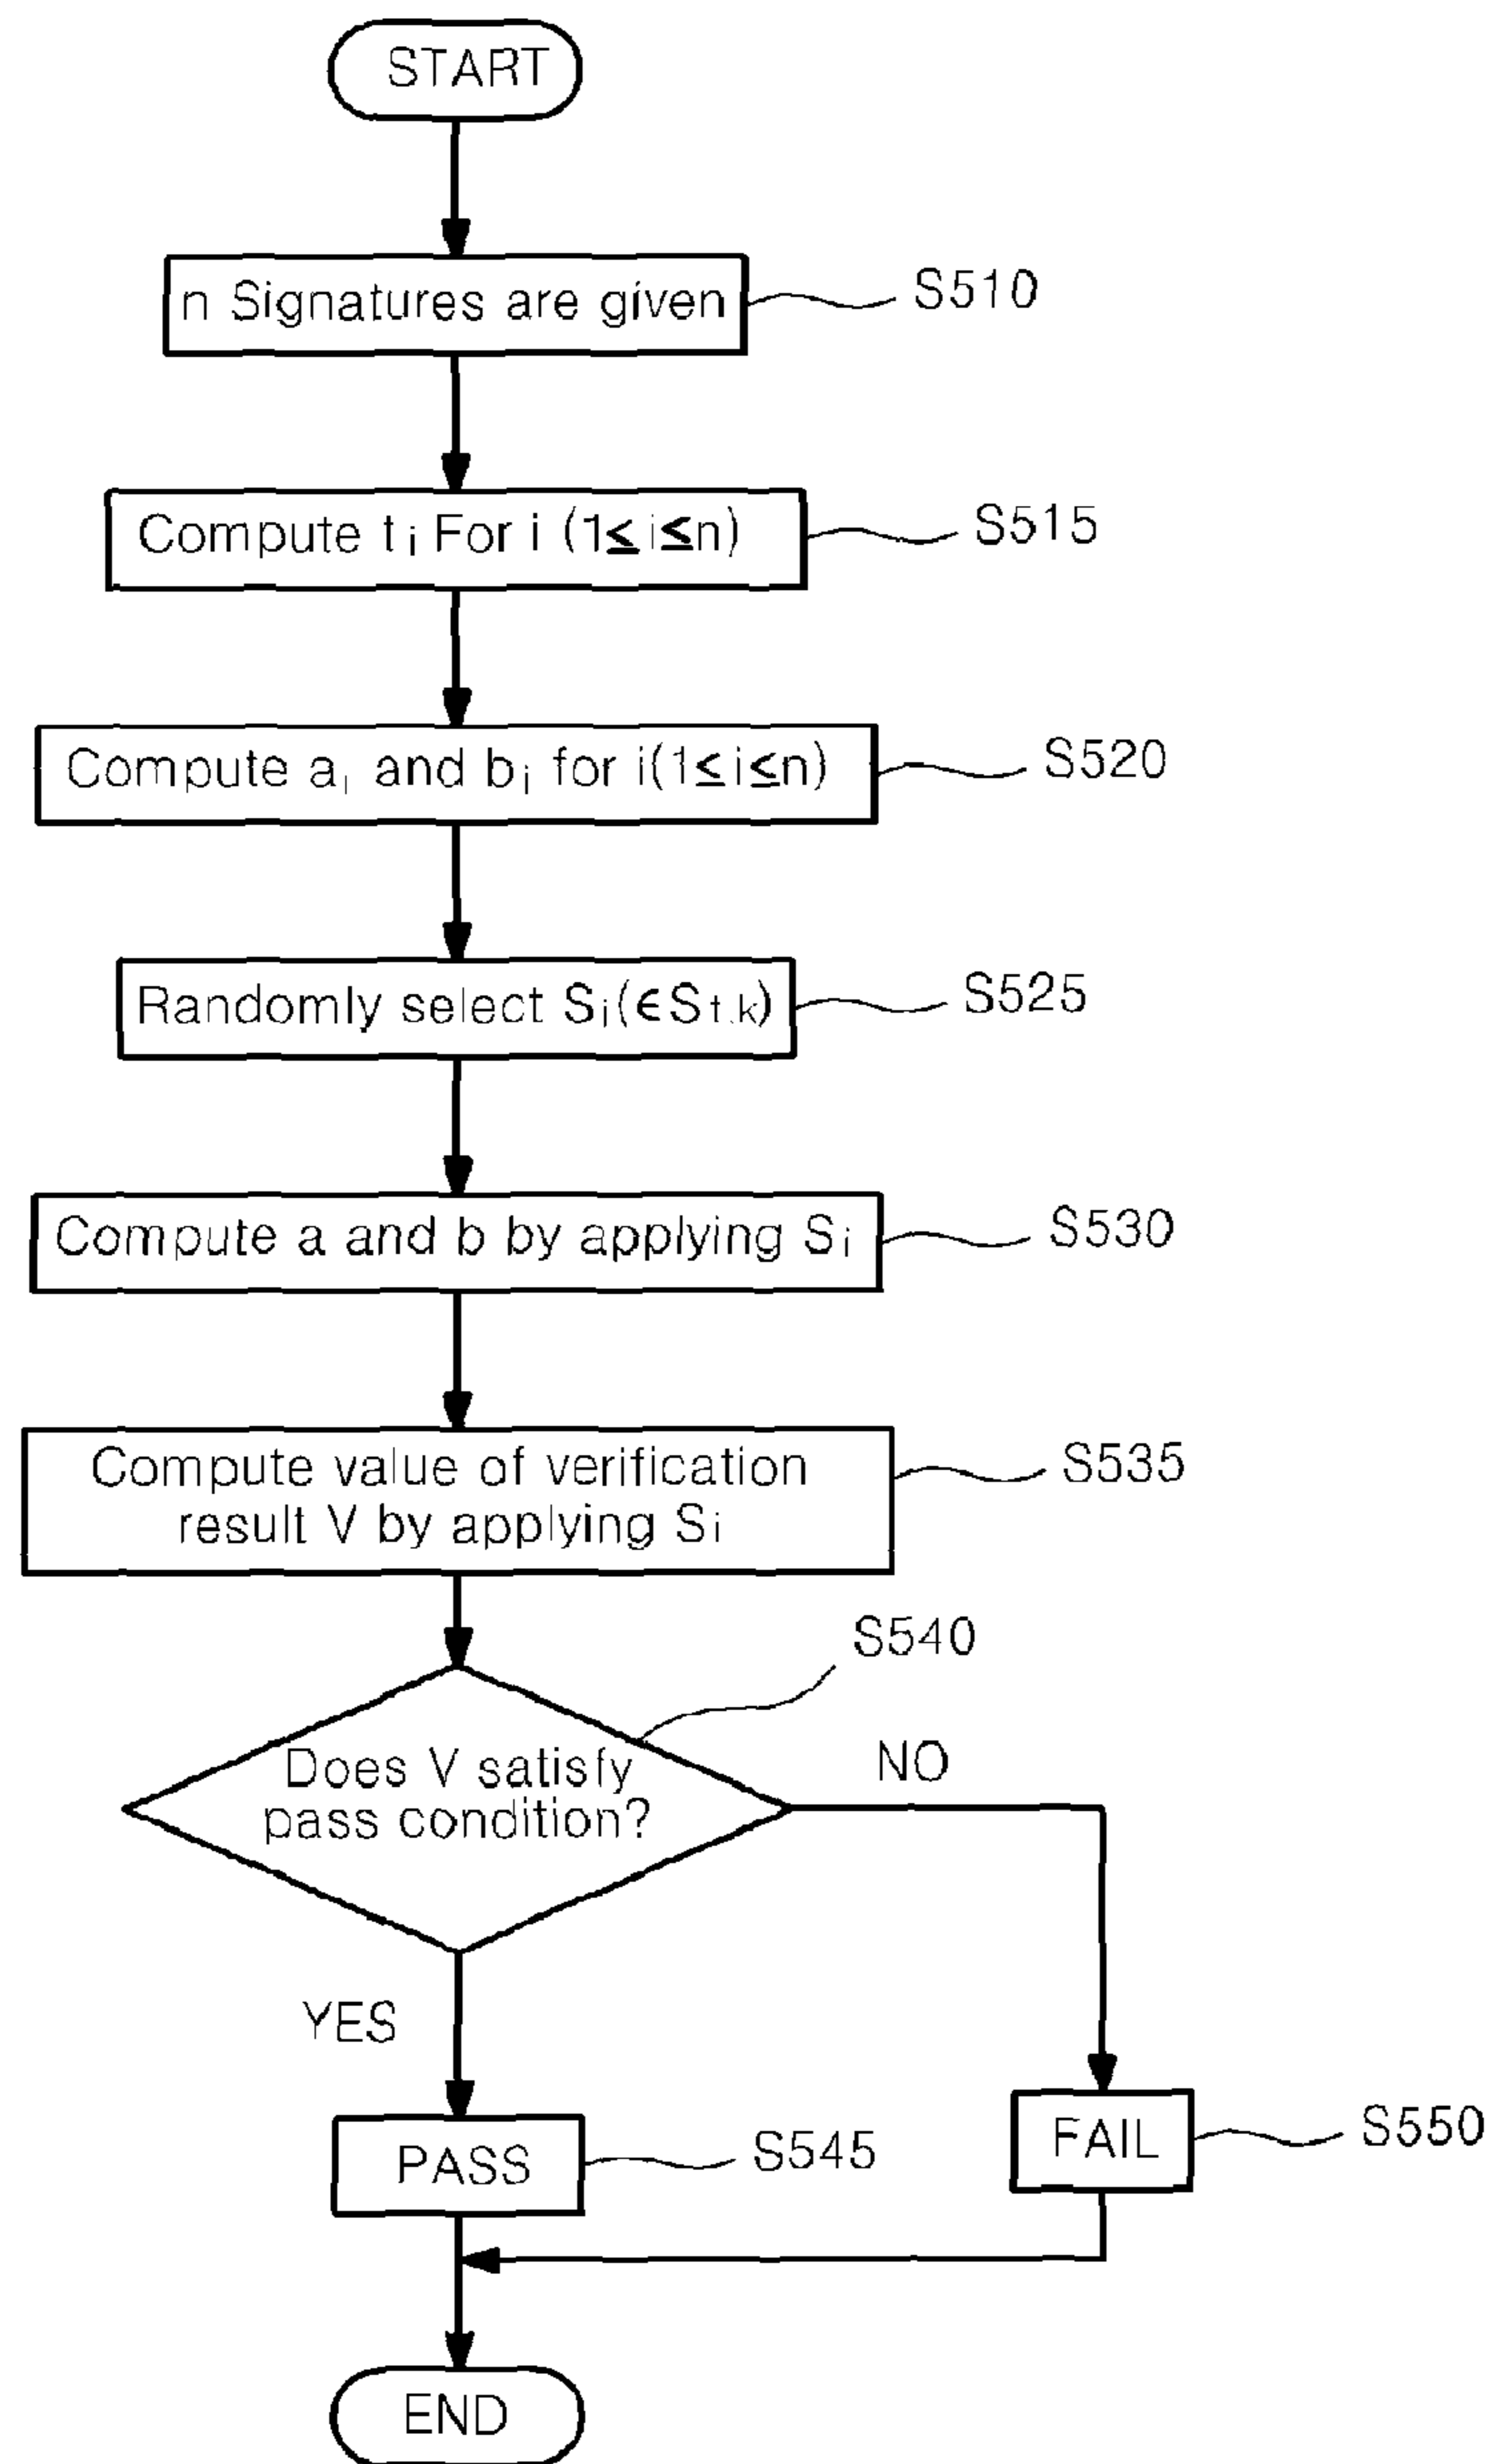 START
n Signatures are given
S510
Compute ti For i (1≤ i≤n)
S515
Compute ai and bi for i(1≤i≤n)
S520
Randomly select Si(ϵSt,k)
S525
Compute a and b by applying Si
S530
Compute value of verification
result V by applying Si
S535
S540
Does V satisfy
pass condition?
NO
YES
PASS
S545
FAIL
S550
END